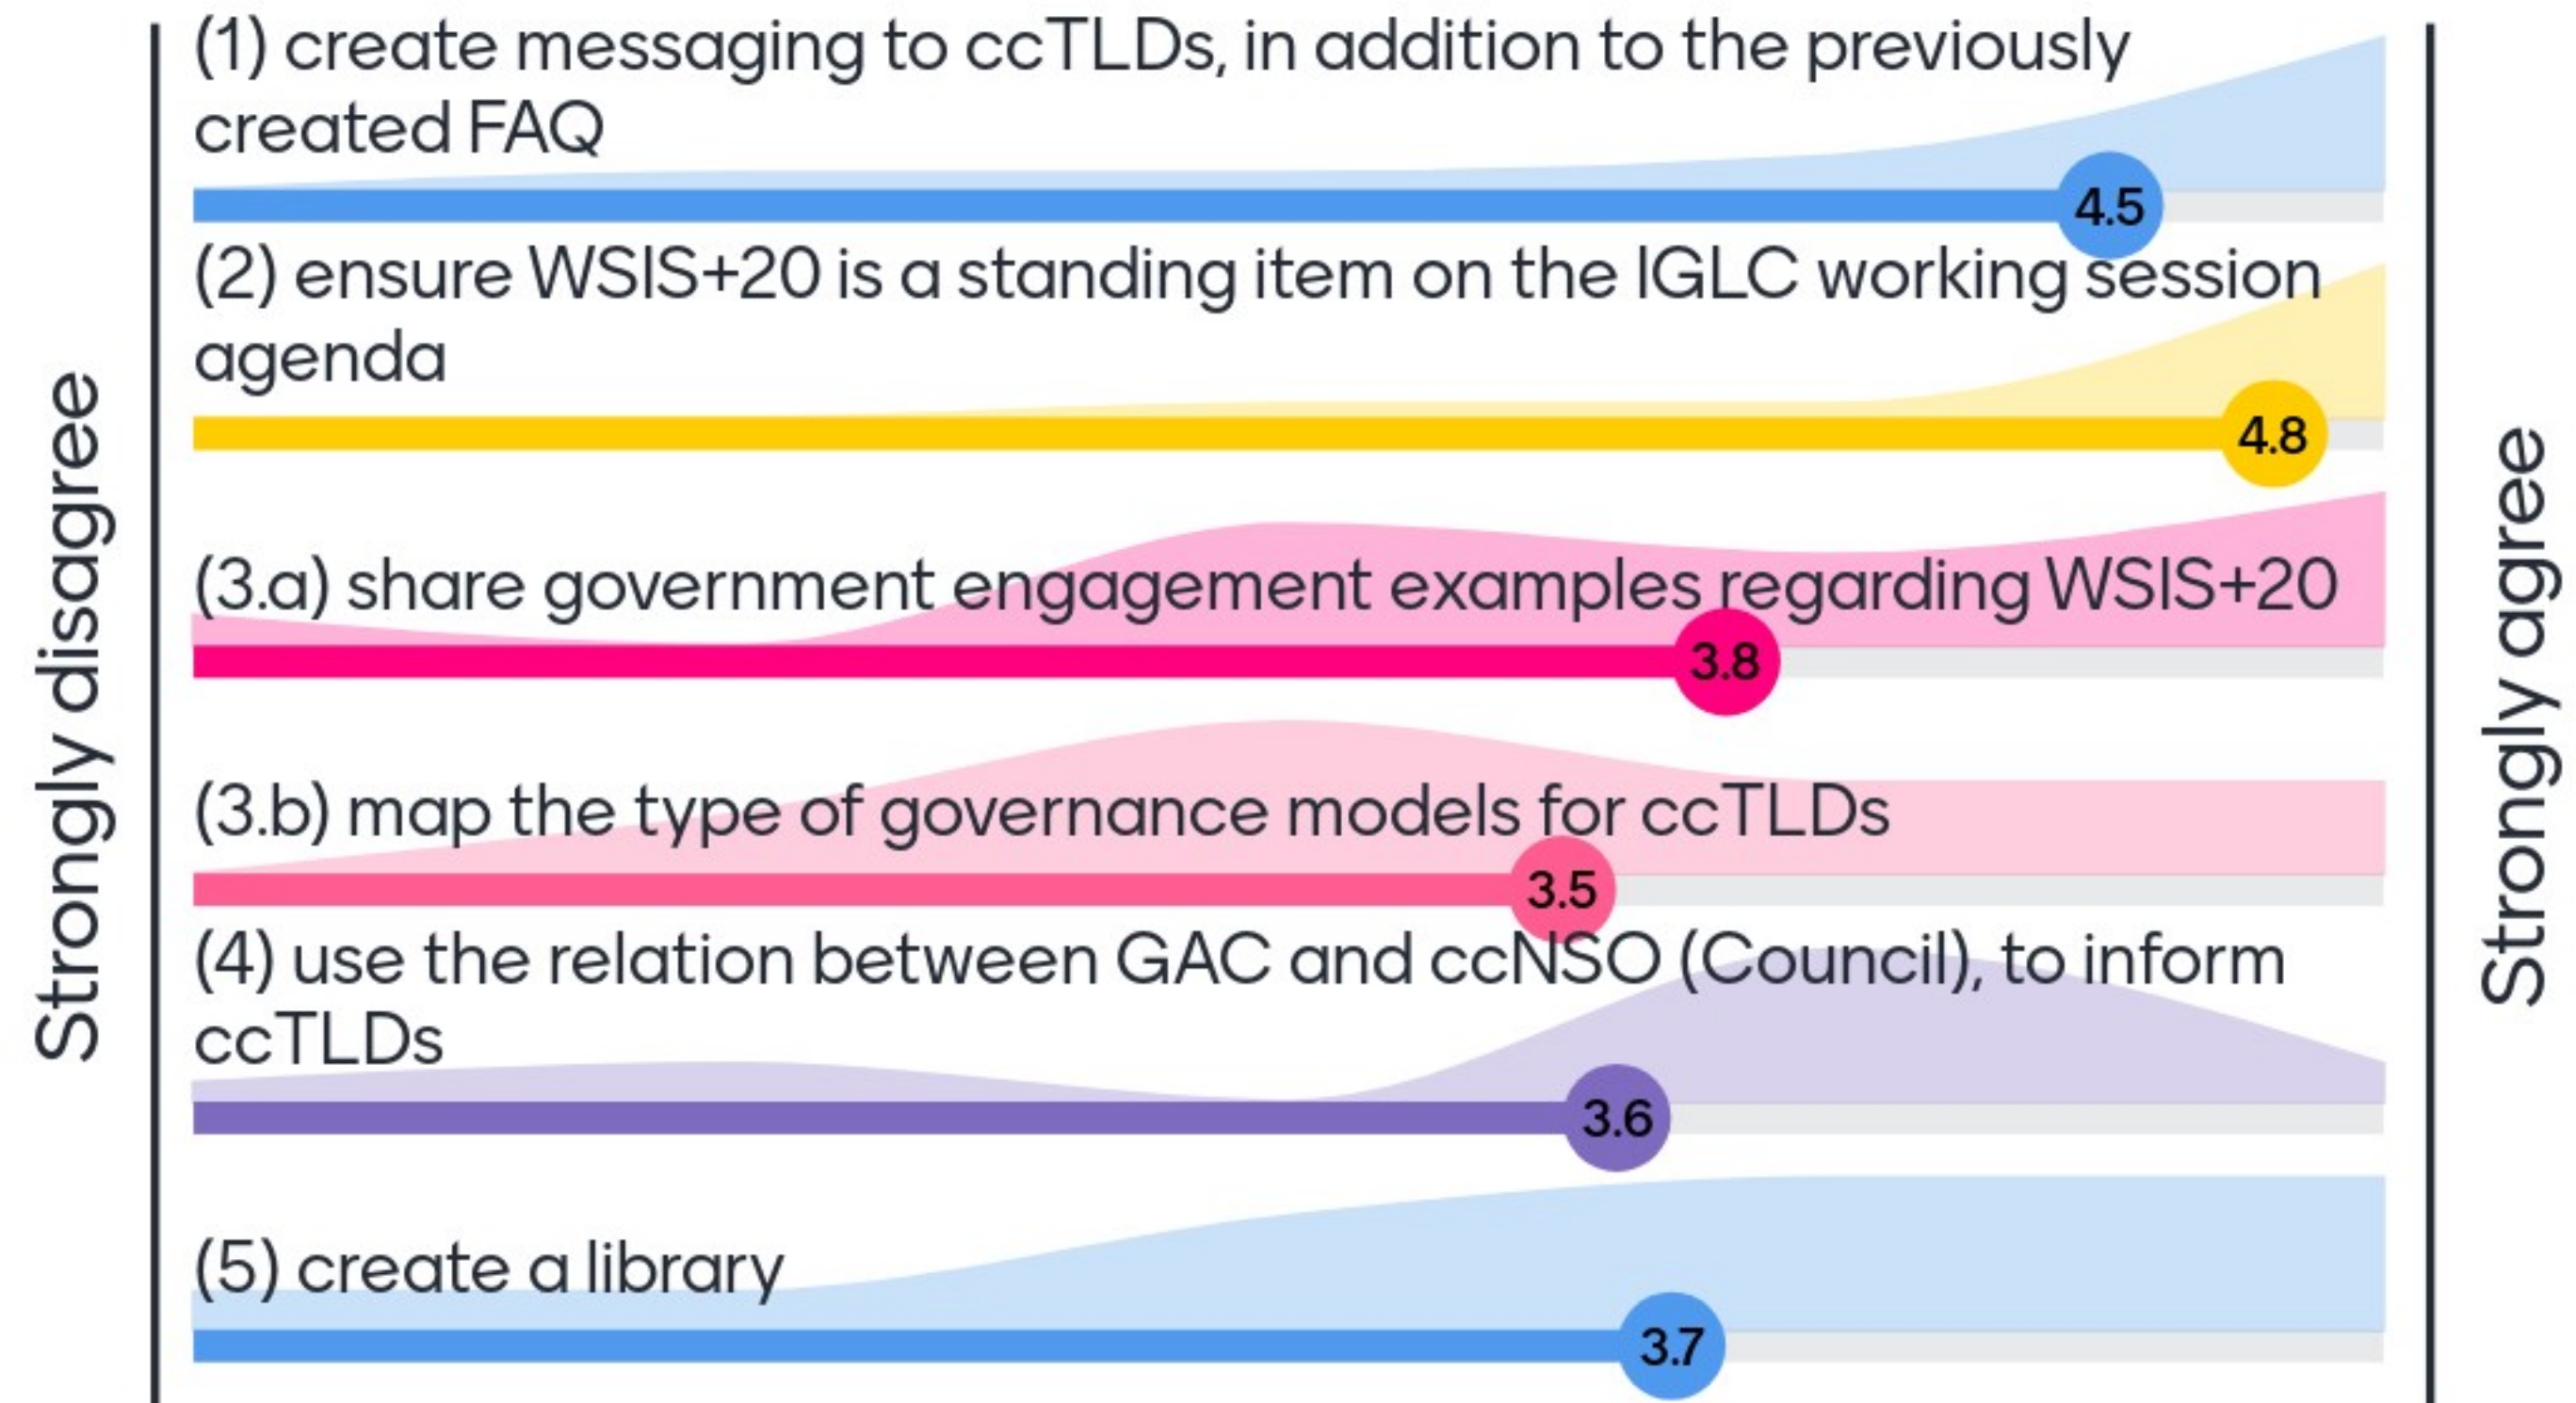 Strongly disagree
(1) create messaging to ccTLDs, in addition to the previously
created FAQ
4.5
(2) ensure WSIS+20 is a standing item on the IGLC working session
agenda
4.8
(3.a) share government engagement examples regarding WSIS+20
3.8
(3.b) map the type of governance models for ccTLDs
3.5
(4) use the relation between GAC and ccNSO (Council), to inform
ccTLDs
3.6
(5) create a library
3.7
Strongly agree